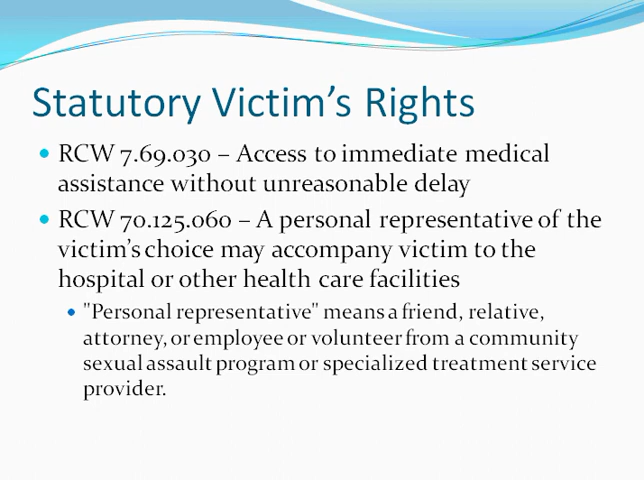 Statutory Victim's Rights
• RCW 7.69.030 – Access to immediate medical
assistance without unreasonable delay
• RCW 70.125.060 – A personal representative of the
victim's choice may accompany victim to the
hospital or other health care facilities
• "Personal representative" means a friend, relative,
attorney, or employee or volunteer from a community
sexual assault program or specialized treatment service
provider.